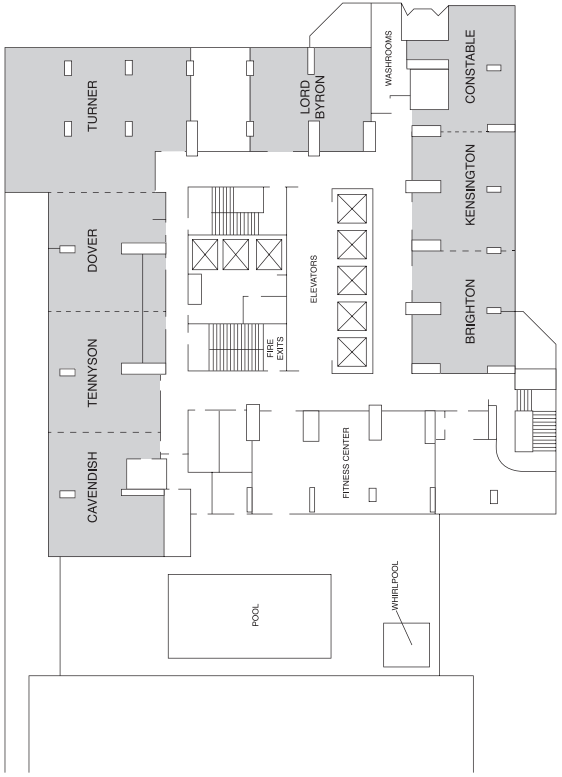 TURNER
LORD
BYRON
WASHROOMS
CONSTABLE
DOVER
KENSINGTON
ELEVATORS
TENNYSON
FIRE
EXITS
BRIGHTON
CAVENDISH
FITNESS CENTER
POOL
WHIRLPOOL